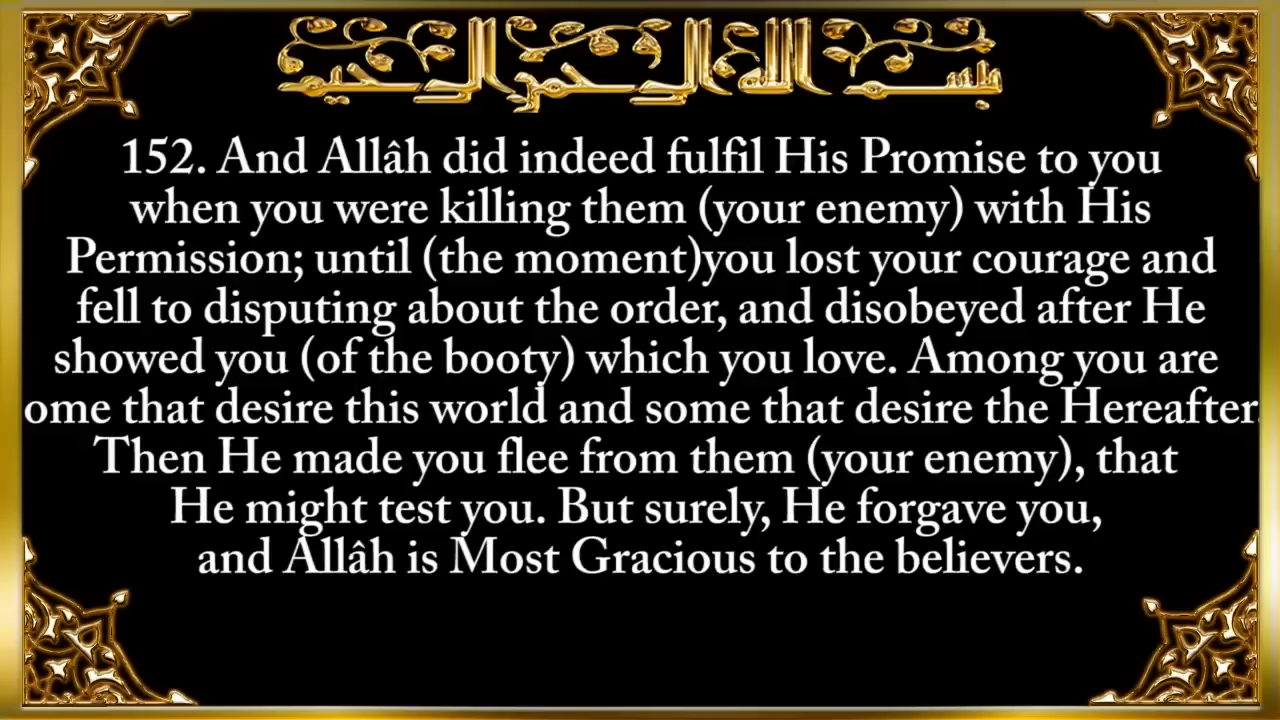 بسم الله الرحمن الرحيم
152. And Allâh did indeed fulfil His Promise to you
when you were killing them (your enemy) with His
Permission; until (the moment)you lost your courage and
fell to disputing about the order, and disobeyed after He
showed you (of the booty) which you love. Among you are
ome that desire this world and some that desire the Hereafter.
Then He made you flee from them (your enemy), that
He might test you. But surely, He forgave you,
and Allâh is Most Gracious to the believers.